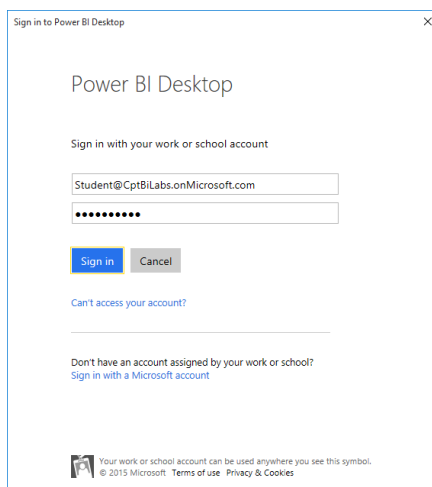 Sign in to Power BI Desktop
Power BI Desktop
Sign in with your work or school account
Student@CptBiLabs.onMicrosoft.com
●●●●●●●●●●
Sign in Cancel
Can't access your account?
Don't have an account assigned by your work or school?
Sign in with a Microsoft account
Your work or school account can be used anywhere you see this symbol.
© 2015 Microsoft Terms of use Privacy & Cookies